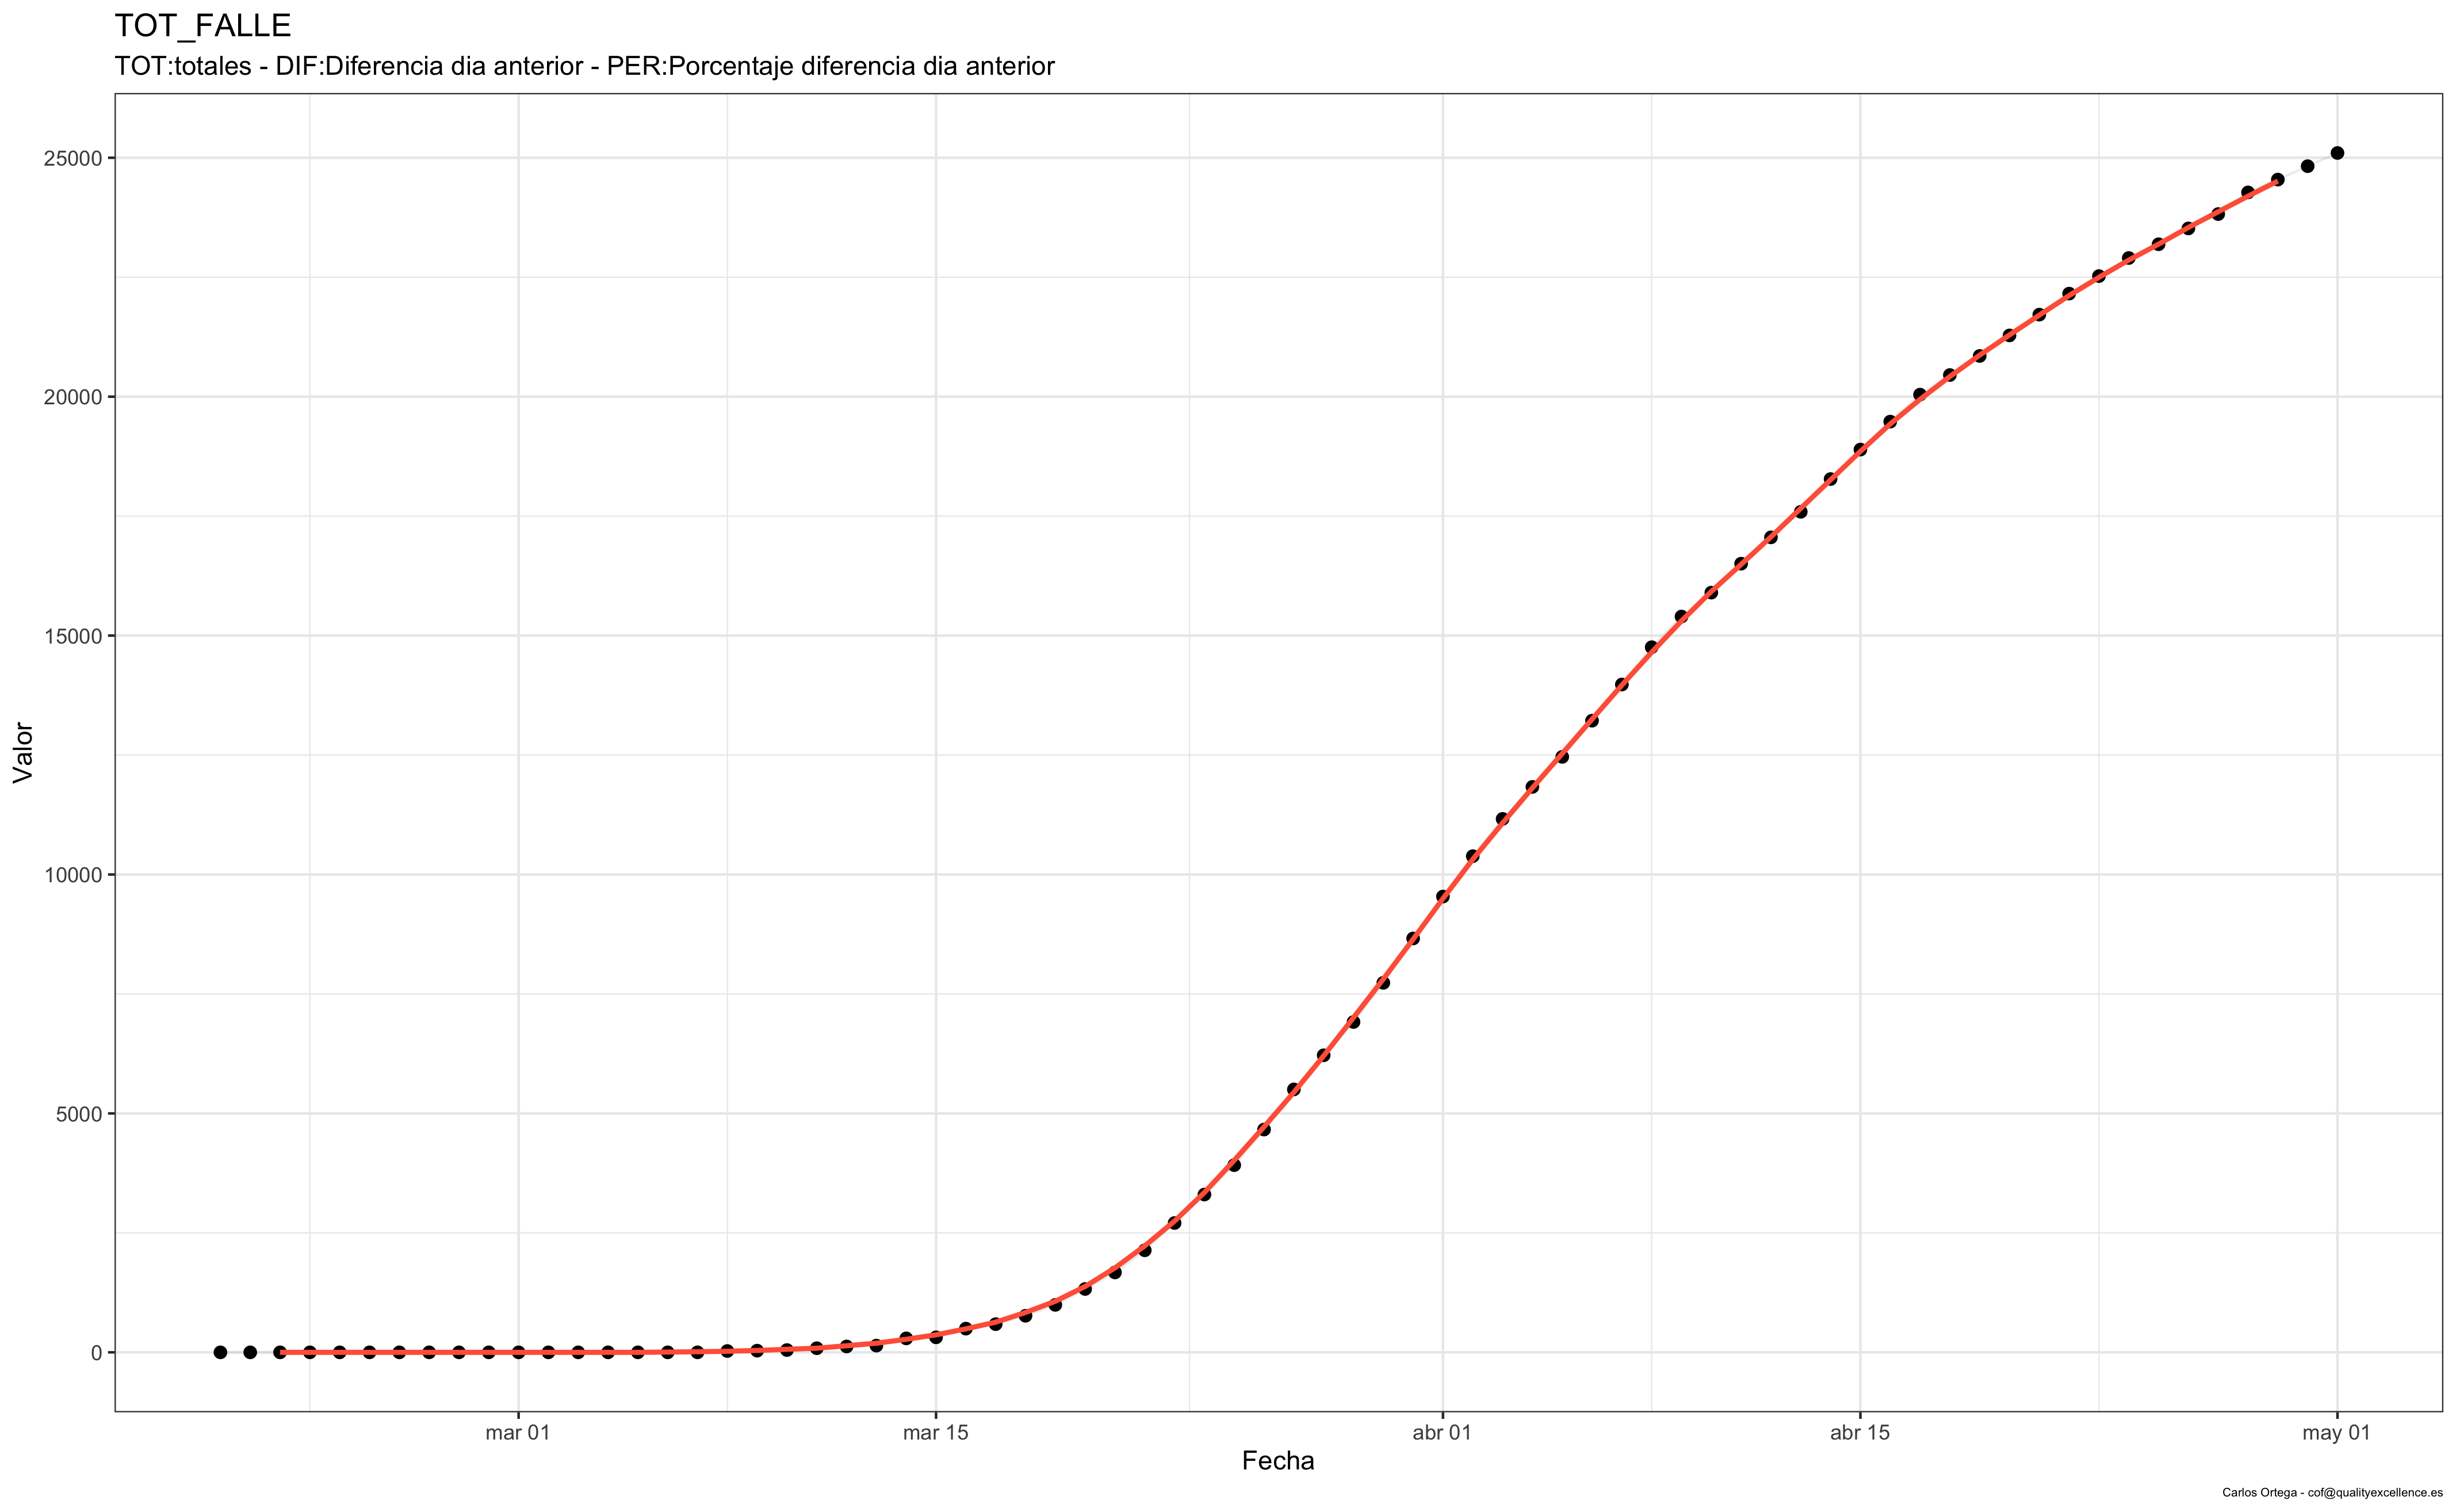 TOT_FALLE
TOT:totales - DIF:Diferencia dia anterior - PER:Porcentaje diferencia dia anterior
Valor
25000
20000
15000
10000
5000
0
mar 01 mar 15 abr 01 abr 15 may 01
Fecha
Carlos Ortega - cof@qualityexcellence.es